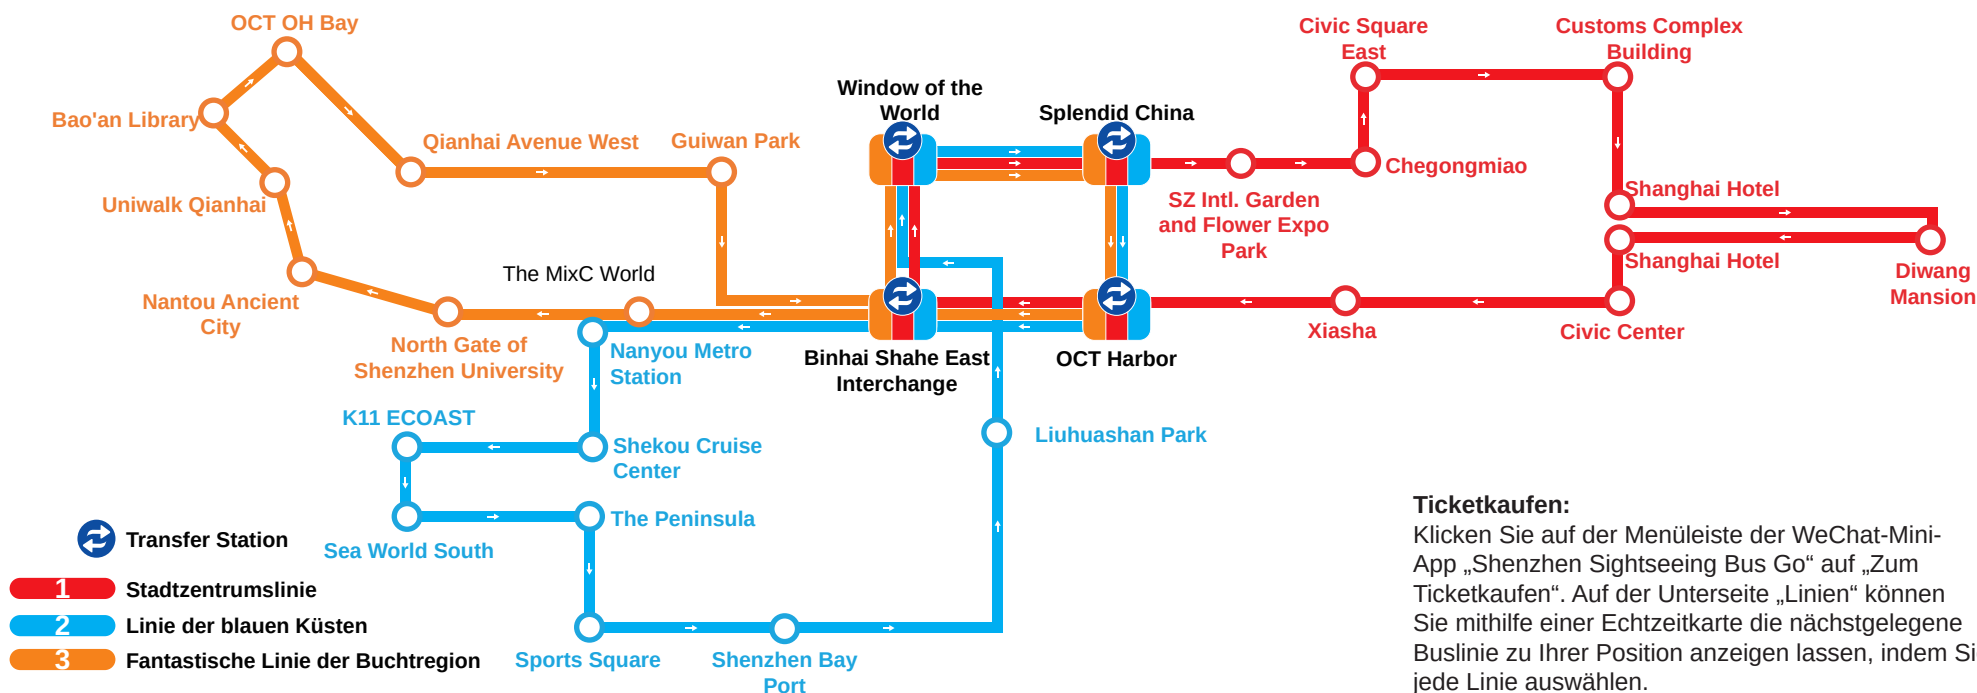 OCT OH Bay
Civic Square
East
Customs Complex
Building
Window of the
World
Splendid China
Bao'an Library
Qianhai Avenue West
Guiwan Park
Chegongmiao
Uniwalk Qianhai
SZ Intl. Garden
and Flower Expo
Park
Shanghai Hotel
Shanghai Hotel
Diwang
Mansion
The MixC World
Nantou Ancient
City
North Gate of
Shenzhen University
Nanyou Metro
Station
Binhai Shahe East
Interchange
OCT Harbor
Xiasha
Civic Center
K11 ECOAST
Shekou Cruise
Center
Liuhuashan Park
The Peninsula
Sea World South
Sports Square
Shenzhen Bay
Port
Transfer Station
1 Stadtzentrumslinie
2 Linie der blauen Küsten
3 Fantastische Linie der Buchtregion
Ticketkaufen:
Klicken Sie auf der Menüleiste der WeChat-Mini-
App „Shenzhen Sightseeing Bus Go“ auf „Zum
Ticketkaufen“. Auf der Unterseite „Linien“ können
Sie mithilfe einer Echtzeitkarte die nächstgelegene
Buslinie zu Ihrer Position anzeigen lassen, indem Sie
jede Linie auswählen.